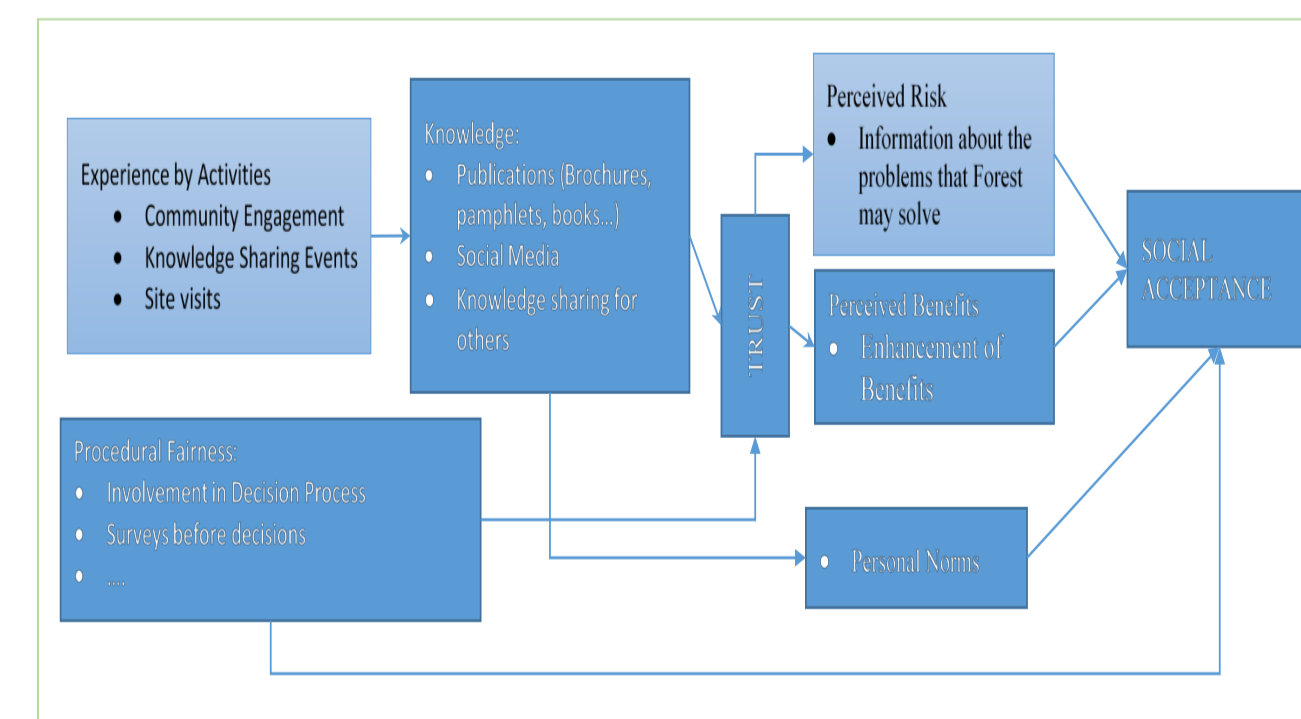 Experience by Activities
• Community Engagement
• Knowledge Sharing Events
• Site visits
Knowledge:
• Publications (Brochures,
pamphlets, books...)
• Social Media
• Knowledge sharing for
others
Procedural Fairness:
• Involvement in Decision Process
• Surveys before decisions
• ....
TRUST
Perceived Risk
• Information about the
problems that Forest
may solve
Perceived Benefits
• Enhancement of
Benefits
• Personal Norms
SOCIAL
ACCEPTANCE